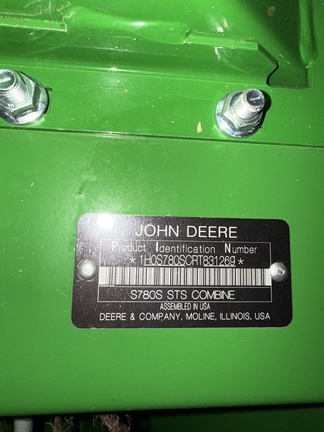 JOHN DEERE
Product Identification Number
*1H0S780SCRT831269*
S780S STS COMBINE
ASSEMBLED IN USA
DEERE & COMPANY, MOLINE, ILLINOIS, USA